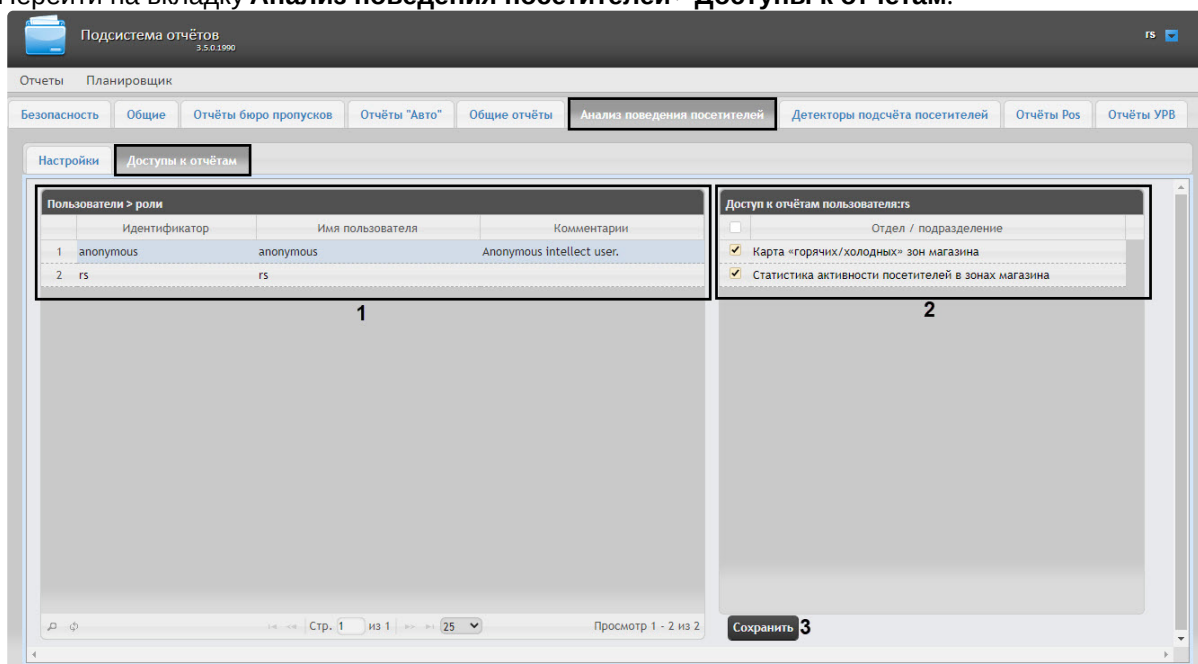 Перейти на вкладку Анализ поведения посетителей> Доступы к отчетам.
Подсистема отчётов
3.5.0.1990
rs
Отчеты Планировщик
Безопасность Общие Отчёты бюро пропусков Отчёты "Авто" Общие отчёты Анализ поведения посетителей Детекторы подсчёта посетителей Отчёты Pos Отчёты УРВ
Настройки Доступы к отчётам
Пользователи > роли
Идентификатор Имя пользователя Комментарии
1 anonymous anonymous Anonymous intellect user.
2 rs rs
1
Доступ к отчётам пользователя:rs
Отдел / подразделение
Карта «горячих/холодных» зон магазина
Статистика активности посетителей в зонах магазина
2
Стр. 1 из 1 25 Просмотр 1 - 2 из 2
Сохранить 3